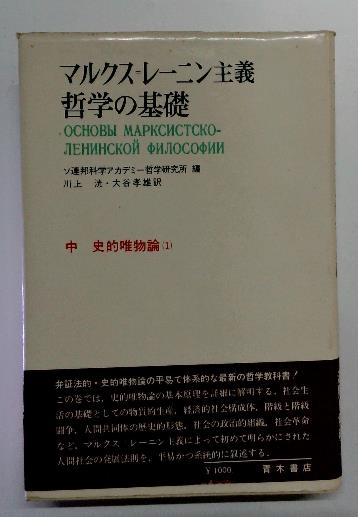 マルクス=レーニン主義
哲学の基礎
ОСНОВЫ МАРКСИСТСКО-
ЛЕНИНСКОЙ ФИЛОСОФИИ
ソ連邦科学アカデミー哲学研究所 編
川上 洸・大谷孝雄訳
中 史的唯物論(1)
弁証法的・史的唯物論の平易で体系的な最新の哲学教科書!
この巻では、史的唯物論の基本原理を詳細に解明する。社会生
活の基礎としての物質的生産、経済的社会構成体、階級と階級
闘争、人間共同体の歴史的形態、社会の政治的組織、社会革命
など、マルクス=レーニン主義によって初めて明らかにされた
人間社会の発展法則を、平易かつ系統的に叙述する。
¥1000 青木書店